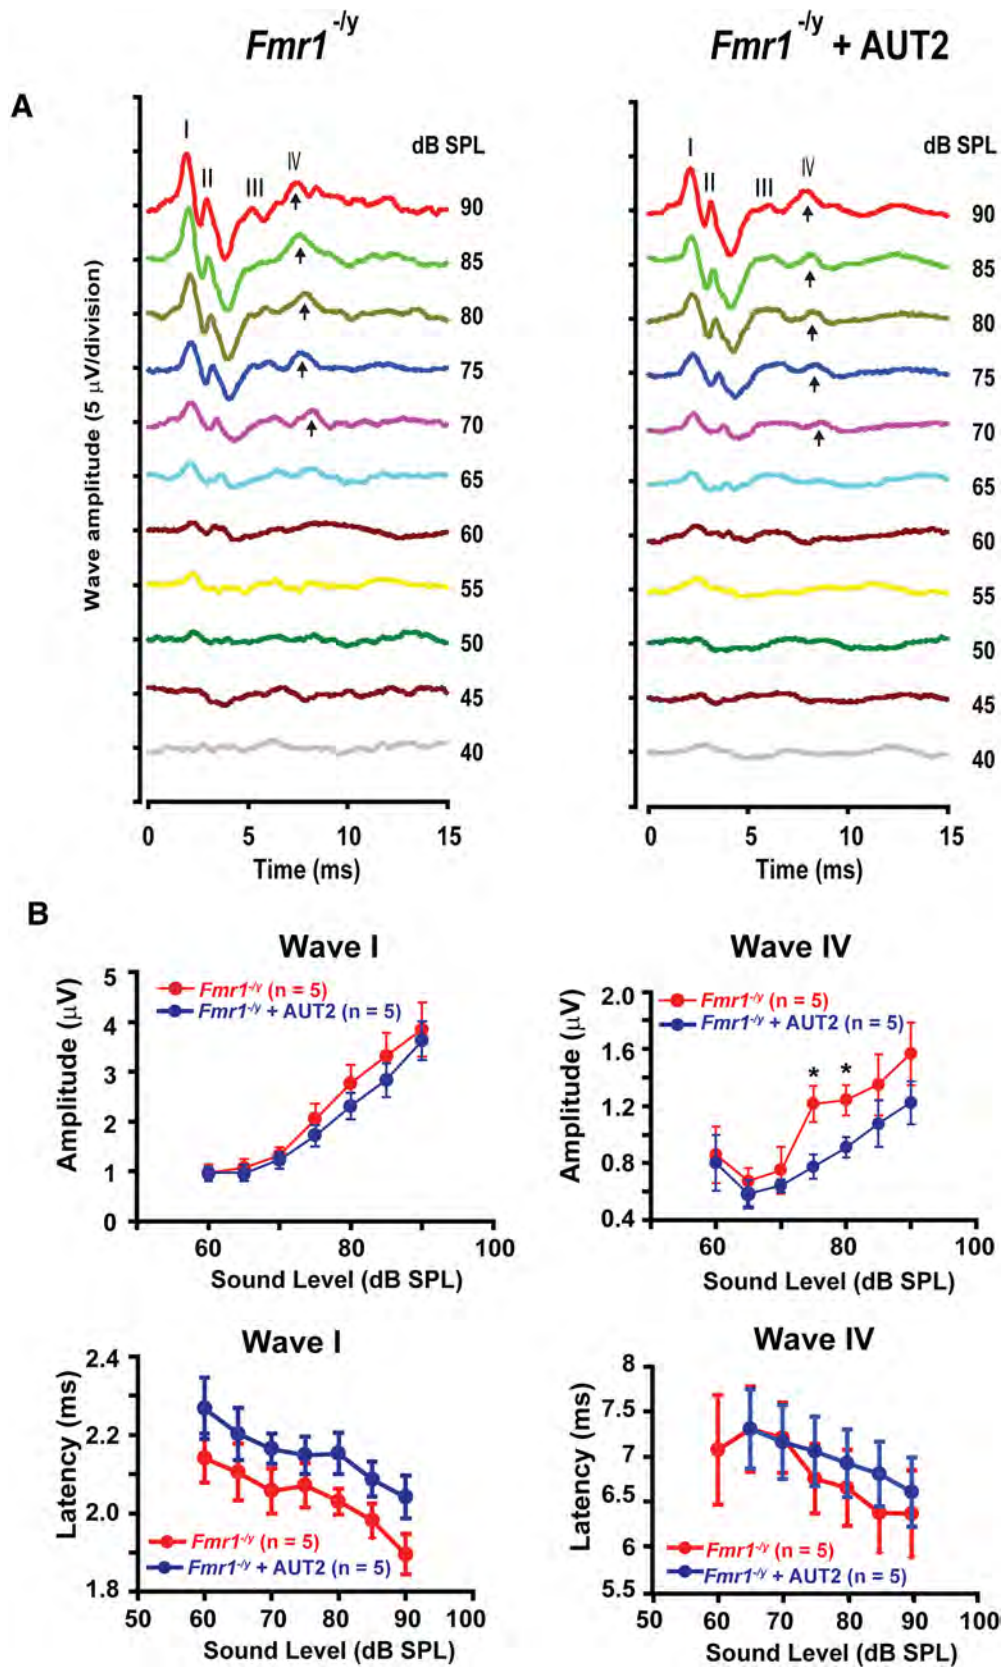 Fmr1-/y
Fmr1-/y + AUT2
A
I
II
III
IV
dB SPL
90
85
80
75
70
65
60
55
50
45
40
Wave amplitude (5 μV/division)
0 5 10 15
Time (ms)
I
II
III
IV
dB SPL
90
85
80
75
70
65
60
55
50
45
40
0 5 10 15
Time (ms)
B
Wave I
Fmr1-/y (n = 5)
Fmr1-/y + AUT2 (n = 5)
Amplitude (μV)
5
4
3
2
1
0
60 80 100
Sound Level (dB SPL)
Wave IV
Fmr1-/y (n = 5)
Fmr1-/y + AUT2 (n = 5)
* *
Amplitude (μV)
2.0
1.6
1.2
0.8
0.4
60 80 100
Sound Level (dB SPL)
Wave I
Latency (ms)
2.4
2.2
2.0
1.8
Fmr1-/y (n = 5)
Fmr1-/y + AUT2 (n = 5)
50 60 70 80 90 100
Sound Level (dB SPL)
Wave IV
Latency (ms)
8
7.5
7
6.5
6
5.5
Fmr1-/y (n = 5)
Fmr1-/y + AUT2 (n = 5)
50 60 70 80 90 100
Sound Level (dB SPL)